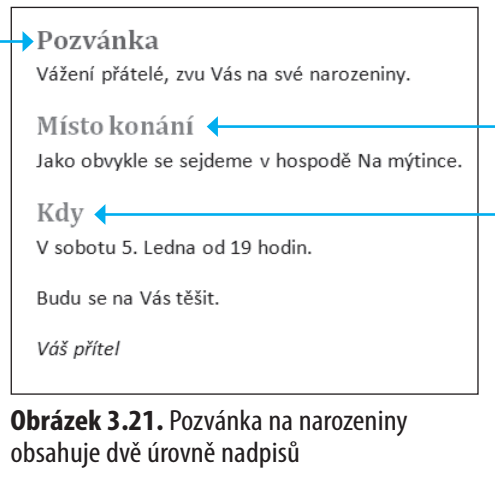 Pozvánka
Vážení přátelé, zvu Vás na své narozeniny.
Místo konání
Jako obvykle se sejdeme v hospodě Na mýtince.
Kdy
V sobotu 5. Ledna od 19 hodin.
Budu se na Vás těšit.
Váš přítel
Obrázek 3.21. Pozvánka na narozeniny
obsahuje dvě úrovně nadpisů